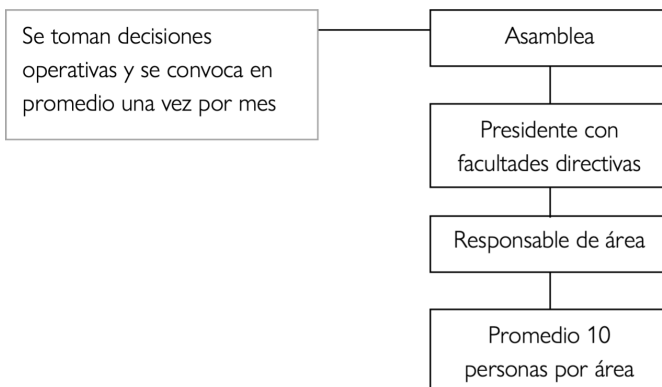 Se toman decisiones
operativas y se convoca en
promedio una vez por mes
Asamblea
Presidente con
facultades directivas
Responsable de área
Promedio 10
personas por área